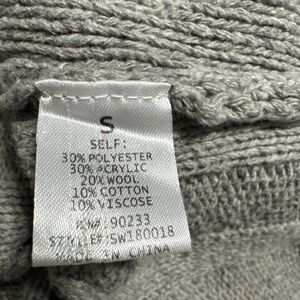 S
SELF:
30% POLYESTER
30% ACRYLIC
20% WOOL
10% COTTON
10% VISCOSE
RN#: 90233
STYLE#:SW180018
MADE IN CHINA